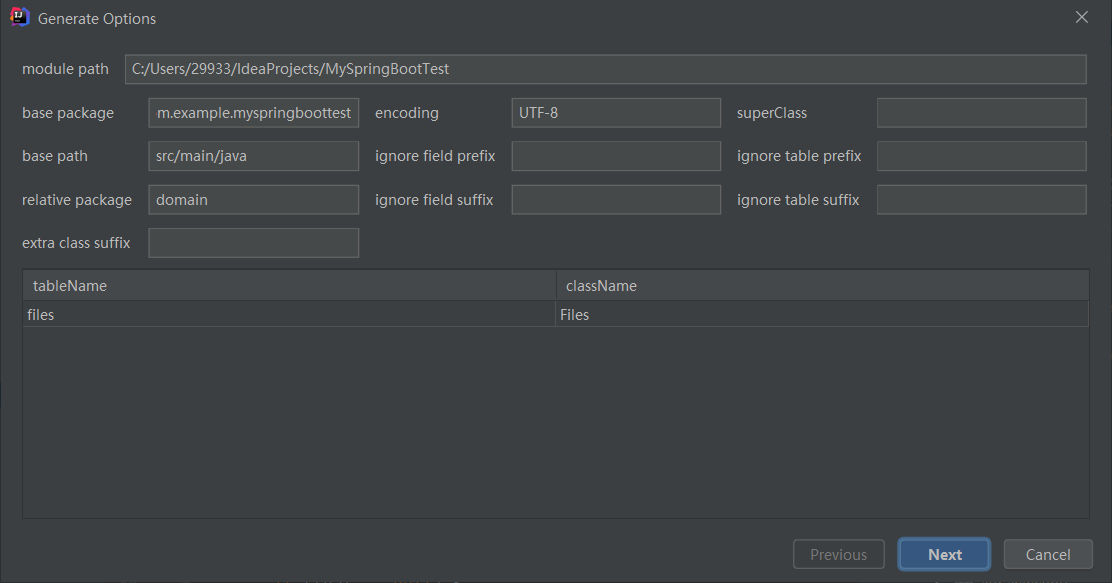 Generate Options
module path C:/Users/29933/IdeaProjects/MySpringBootTest
base package m.example.myspringboottest encoding UTF-8 superClass
base path src/main/java ignore field prefix ignore table prefix
relative package domain ignore field suffix ignore table suffix
extra class suffix
tableName className
files Files
Previous Next Cancel